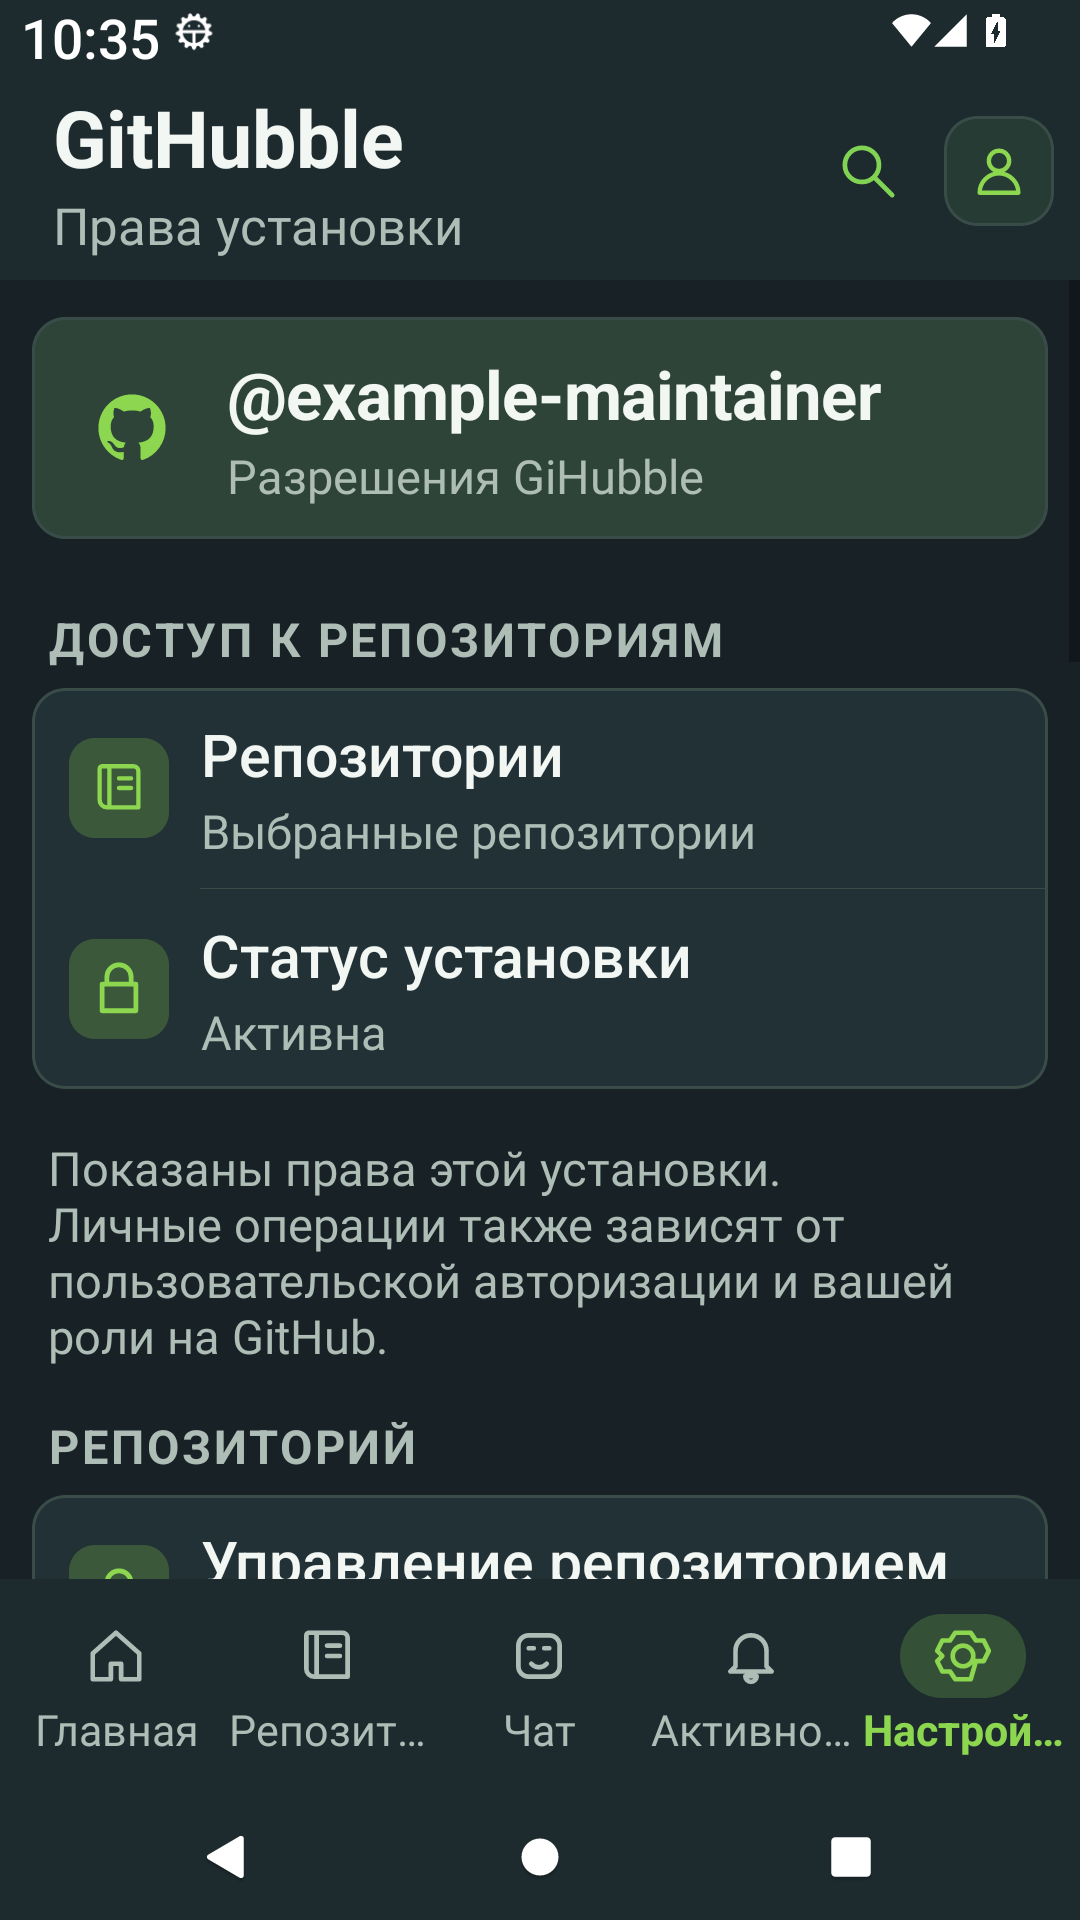 10:35
GitHubble
Права установки
@example-maintainer
Разрешения GiHubble
ДОСТУП К РЕПОЗИТОРИЯМ
Репозитории
Выбранные репозитории
Статус установки
Активна
Показаны права этой установки.
Личные операции также зависят от
пользовательской авторизации и вашей
роли на GitHub.
РЕПОЗИТОРИЙ
Управление репозиторием
Главная
Репозит…
Чат
Активно…
Настрой…